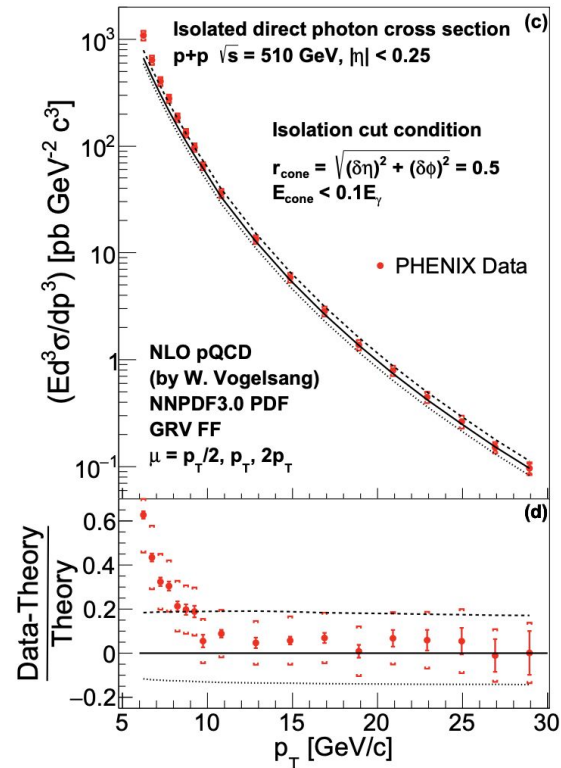 (c)
Isolated direct photon cross section
p+p √s = 510 GeV, |η| < 0.25
Isolation cut condition
r_cone = √(δη)² + (δφ)² = 0.5
E_cone < 0.1E_γ
PHENIX Data
NLO pQCD
(by W. Vogelsang)
NNPDF3.0 PDF
GRV FF
μ = p_T/2, p_T, 2p_T
(Ed³σ/dp³) [pb GeV⁻² c³]
10³
10²
10
1
10⁻¹
(d)
Data-Theory
Theory
0.6
0.4
0.2
0
−0.2
5 10 15 20 25 30
p_T [GeV/c]